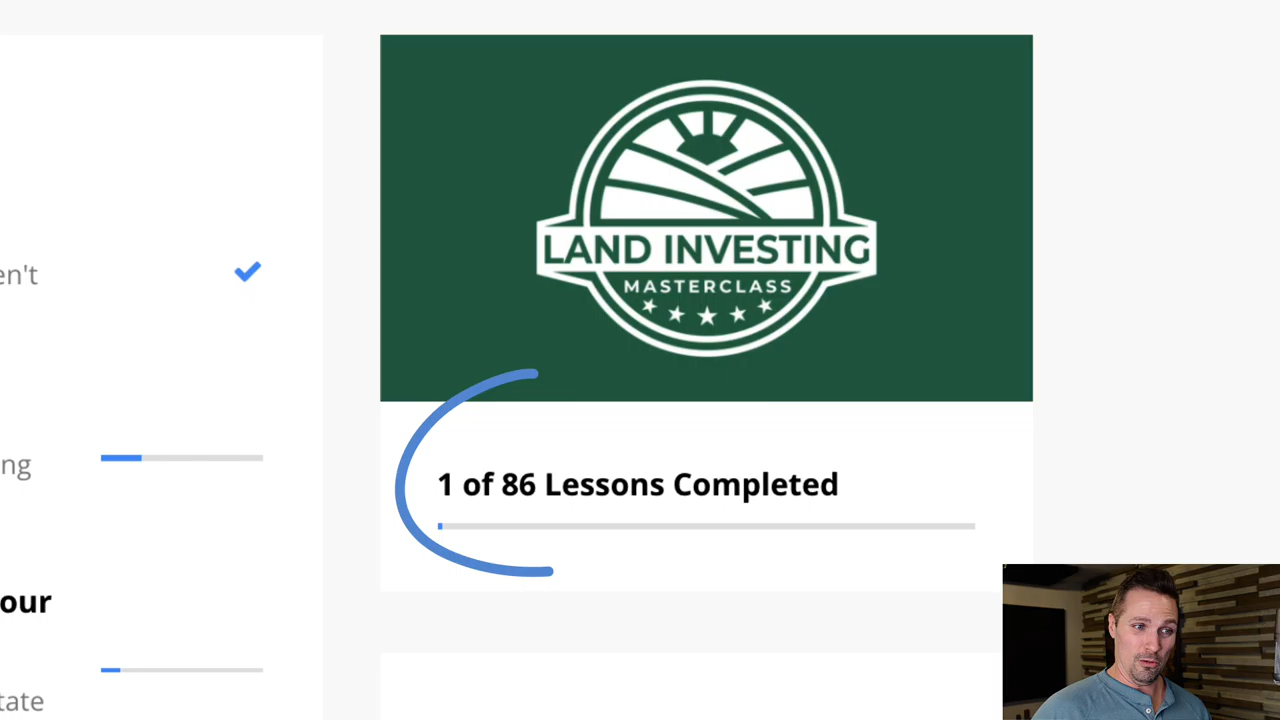 en't
ng
our
tate
LAND INVESTING
MASTERCLASS
1 of 86 Lessons Completed